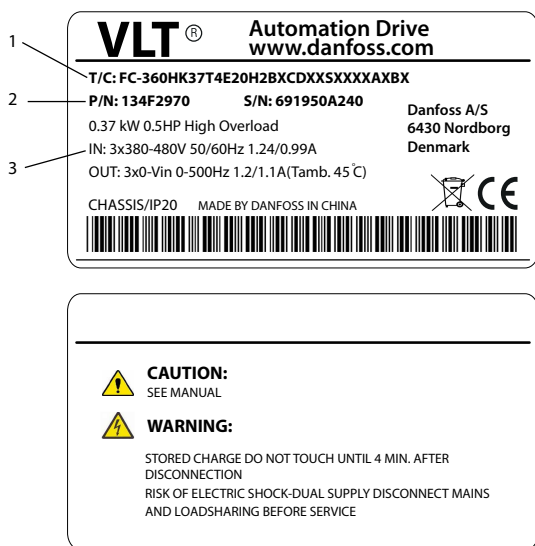 VLT ® Automation Drive
www.danfoss.com
1
T/C: FC-360HK37T4E20H2BXCDXXSXXXXAXBX
2
P/N: 134F2970 S/N: 691950A240
0.37 kW 0.5HP High Overload
3
IN: 3x380-480V 50/60Hz 1.24/0.99A
OUT: 3x0-Vin 0-500Hz 1.2/1.1A(Tamb. 45˚C)
Danfoss A/S
6430 Nordborg
Denmark
CHASSIS/IP20 MADE BY DANFOSS IN CHINA
CE
CAUTION:
SEE MANUAL
WARNING:
STORED CHARGE DO NOT TOUCH UNTIL 4 MIN. AFTER
DISCONNECTION
RISK OF ELECTRIC SHOCK-DUAL SUPPLY DISCONNECT MAINS
AND LOADSHARING BEFORE SERVICE